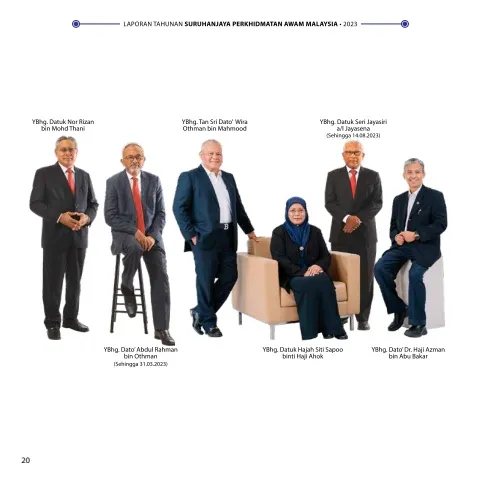 LAPORAN TAHUNAN SURUHANJAYA PERKHIDMATAN AWAM MALAYSIA • 2023
YBhg. Datuk Nor Rizan
bin Mohd Thani
YBhg. Tan Sri Dato' Wira
Othman bin Mahmood
YBhg. Datuk Seri Jayasiri
a/l Jayasena
(Sehingga 14.08.2023)
YBhg. Dato' Abdul Rahman
bin Othman
(Sehingga 31.03.2023)
YBhg. Datuk Hajah Siti Sapoo
binti Haji Ahok
YBhg. Dato' Dr. Haji Azman
bin Abu Bakar
20